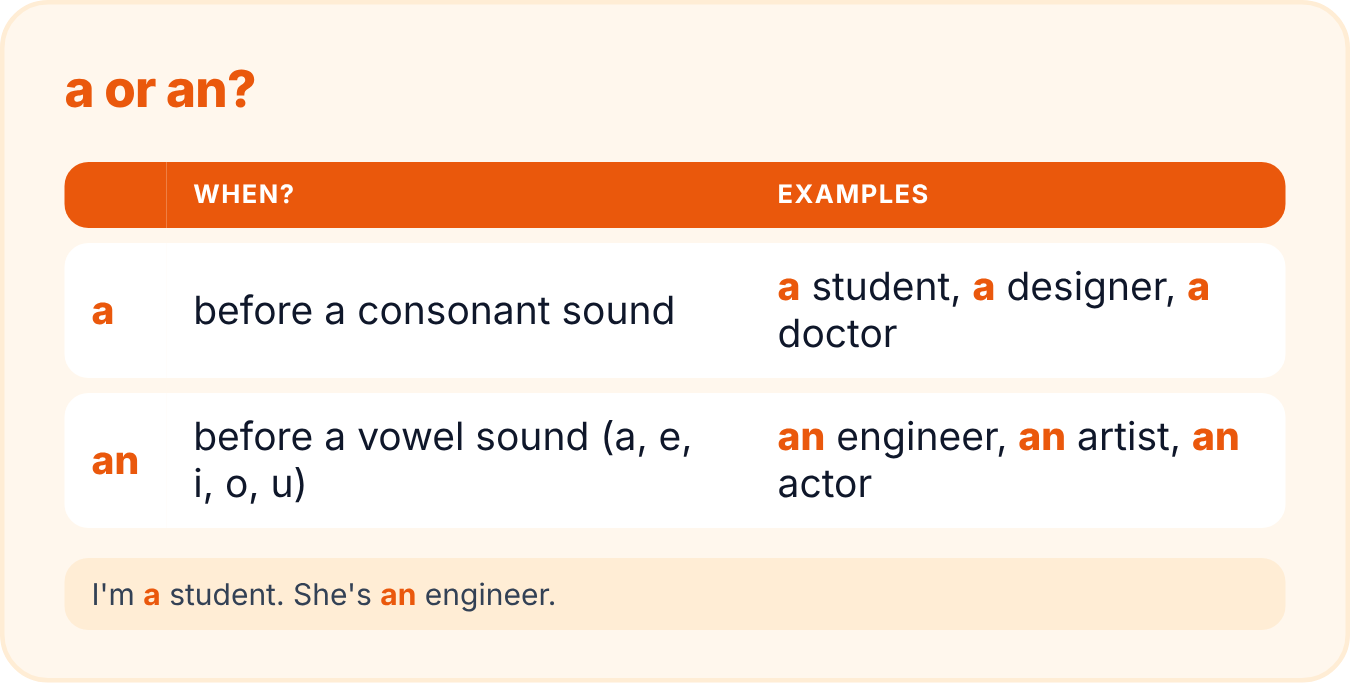 a or an?
WHEN? EXAMPLES
a before a consonant sound a student, a designer, a
doctor
an before a vowel sound (a, e,
i, o, u) an engineer, an artist, an
actor
I'm a student. She's an engineer.